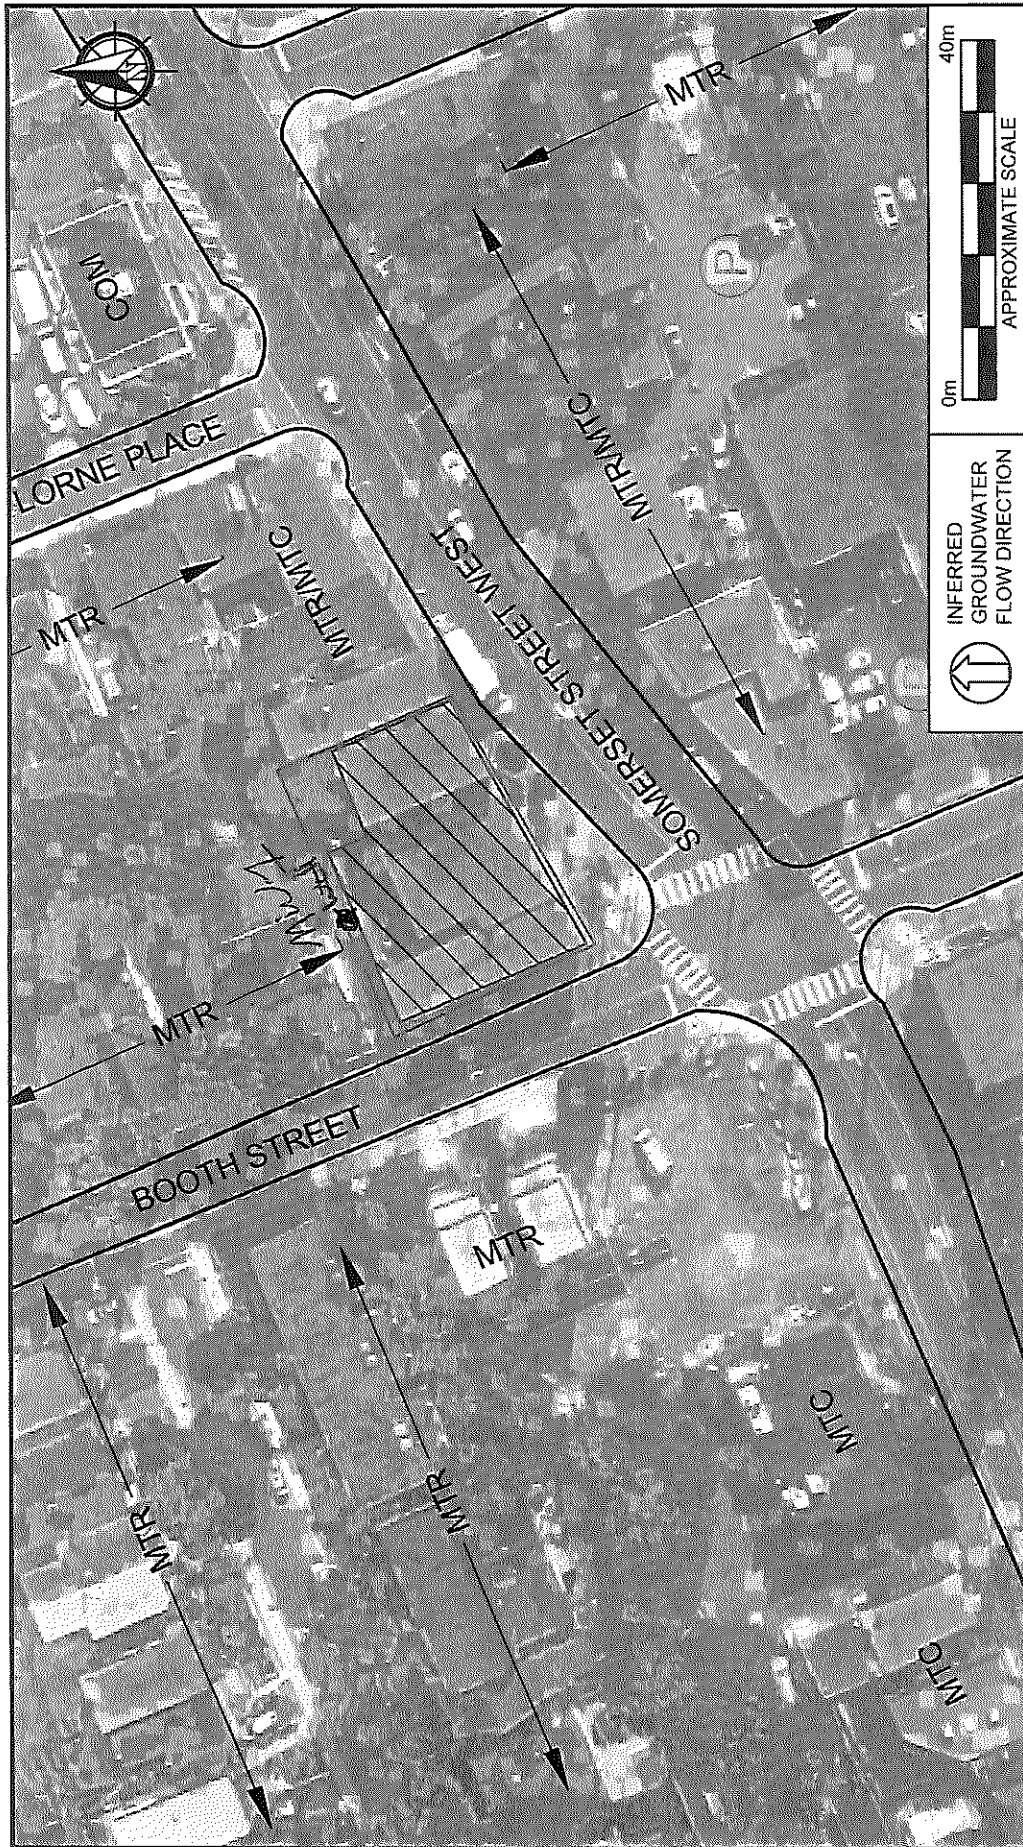 N
COM
LORNE PLACE
MTR
MTR
MTR/MTC
MTR/MTC
SOMERSET STREET WEST
P
MTR
BOOTH STREET
MTR
MTR
MTR
MTC
MTC
INFERRED
GROUNDWATER
FLOW DIRECTION
0m
40m
APPROXIMATE SCALE